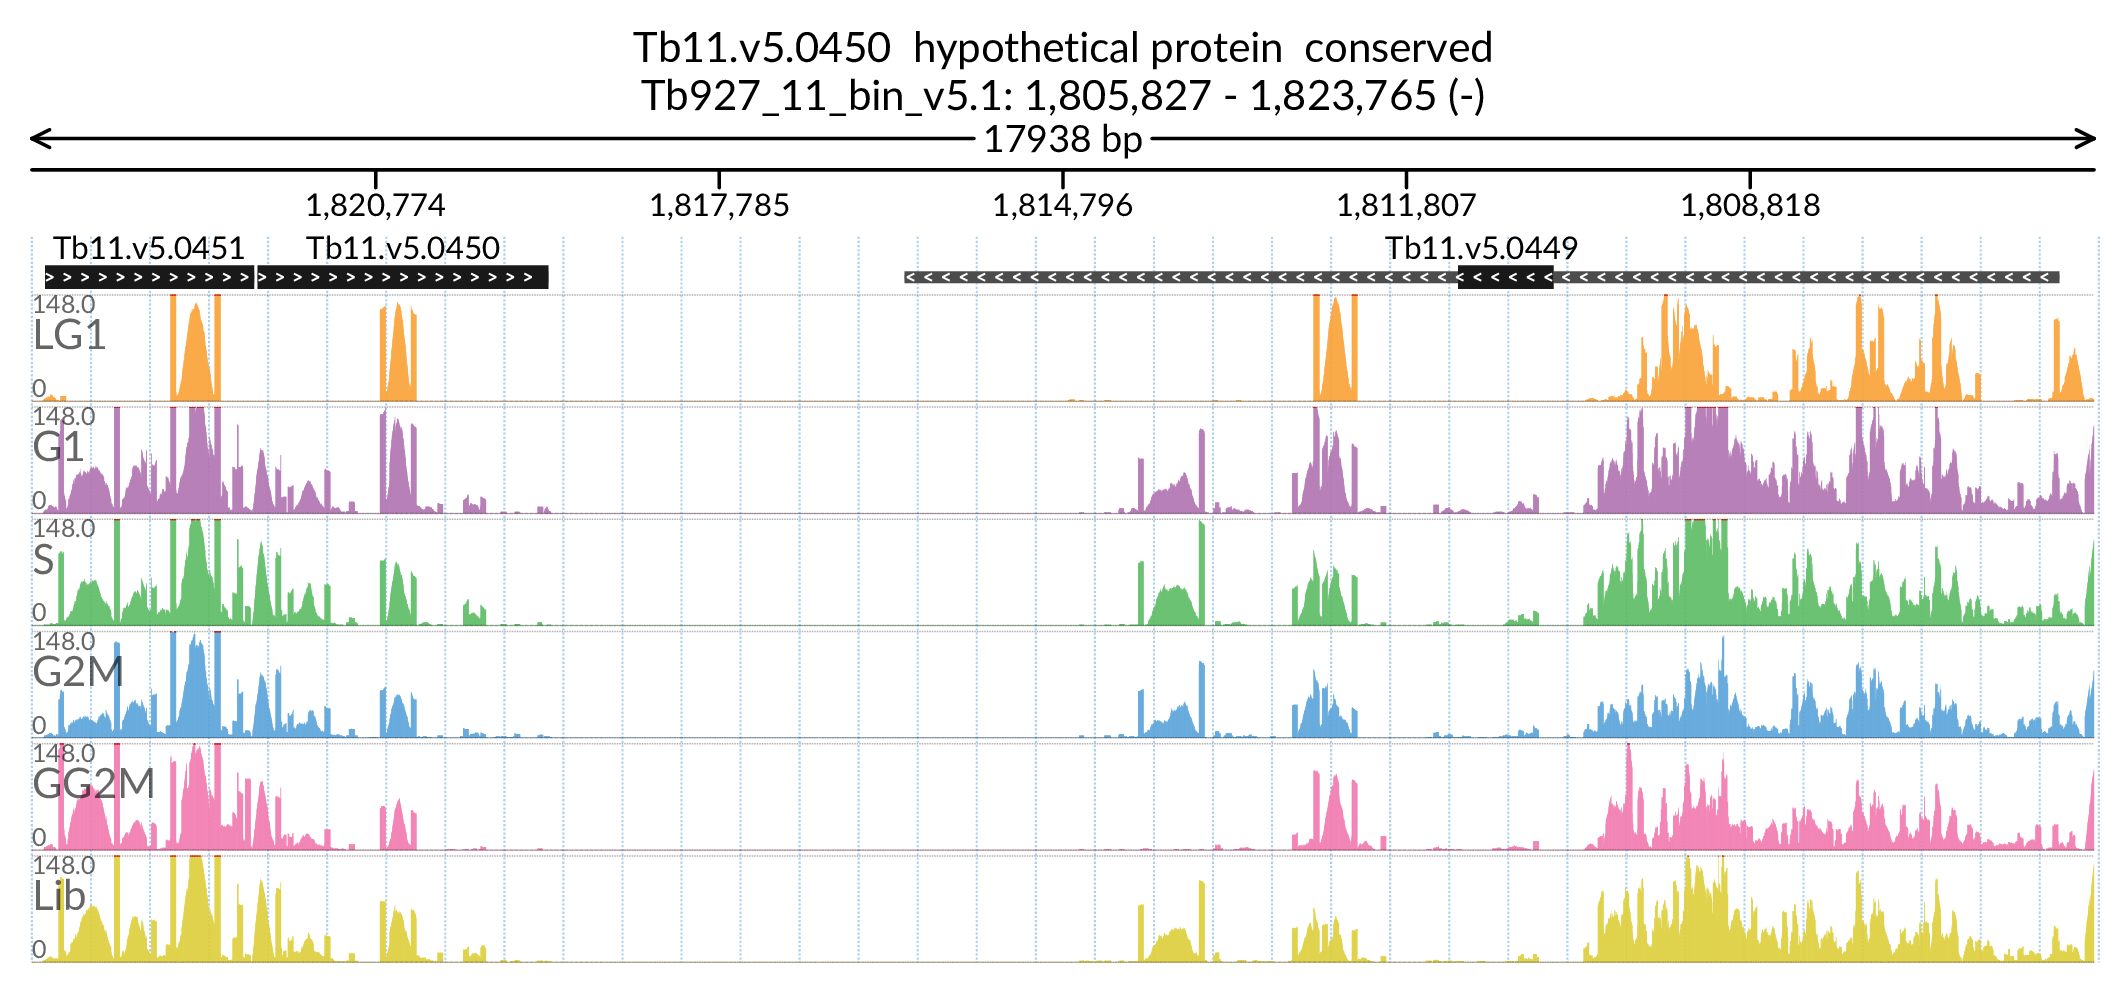 Tb11.v5.0450 hypothetical protein conserved
Tb927_11_bin_v5.1: 1,805,827 - 1,823,765 (-)
17938 bp
1,820,774 1,817,785 1,814,796 1,811,807 1,808,818
Tb11.v5.0451 Tb11.v5.0450 Tb11.v5.0449
148.0
LG1
0
148.0
G1
0
148.0
S
0
148.0
G2M
0
148.0
GG2M
0
148.0
Lib
0